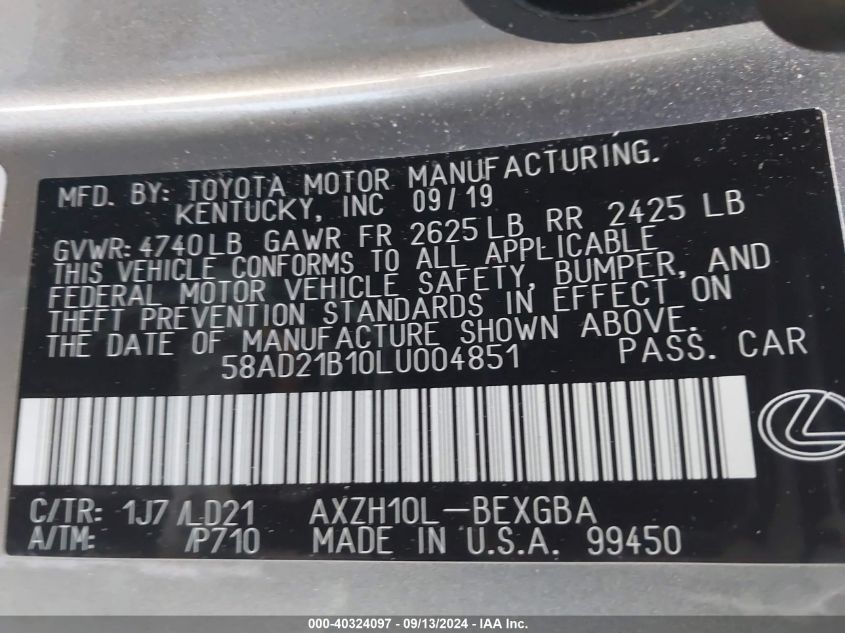 MFD. BY: TOYOTA MOTOR MANUFACTURING.
KENTUCKY, INC 09/19
GVWR: 4740LB GAWR FR 2625 LB RR 2425 LB
THIS VEHICLE CONFORMS TO ALL APPLICABLE
FEDERAL MOTOR VEHICLE SAFETY, BUMPER, AND
THEFT PREVENTION STANDARDS IN EFFECT ON
THE DATE OF MANUFACTURE SHOWN ABOVE.
58AD21B10LU004851 PASS. CAR
C/TR: 1J7 /LD21 AXZH10L-BEXGBA
A/TM: /P710 MADE IN U.S.A. 99450
000-40324097 - 09/13/2024 - IAA Inc.